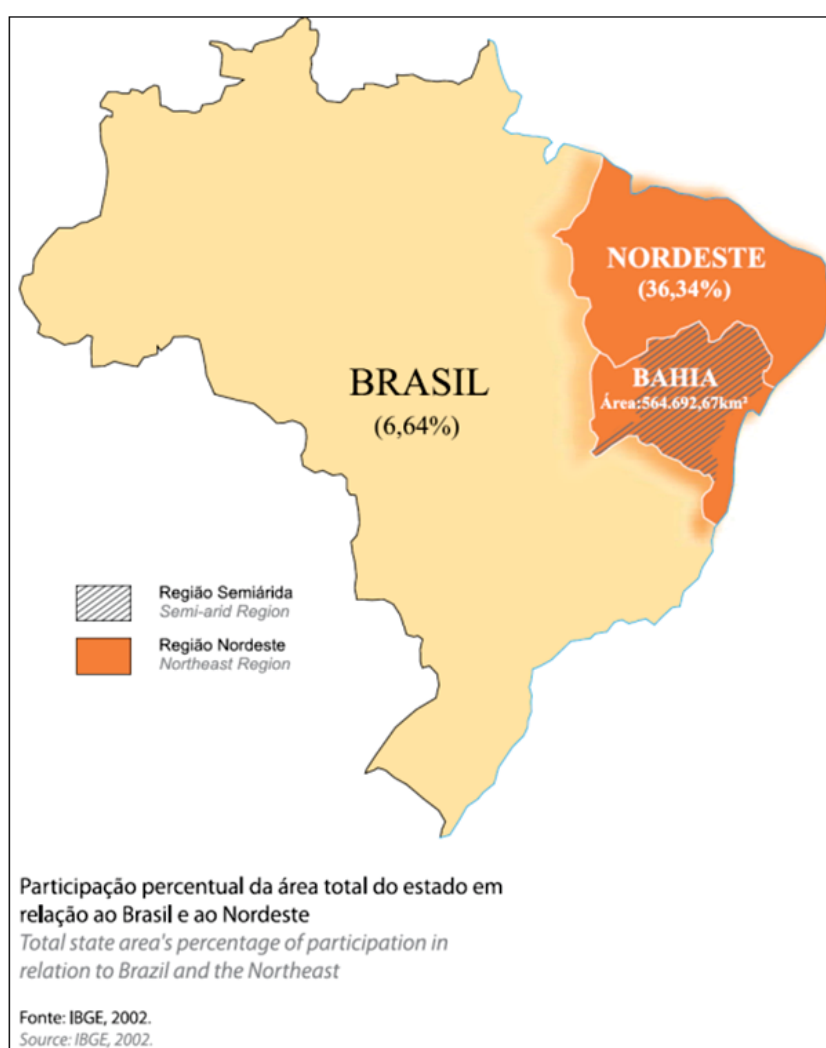 NORDESTE
(36,34%)
BRASIL
(6,64%)
BAHIA
Área:564.692,67km²
Região Semiárida
Semi-arid Region
Região Nordeste
Northeast Region
Participação percentual da área total do estado em
relação ao Brasil e ao Nordeste
Total state area's percentage of participation in
relation to Brazil and the Northeast
Fonte: IBGE, 2002.
Source: IBGE, 2002.